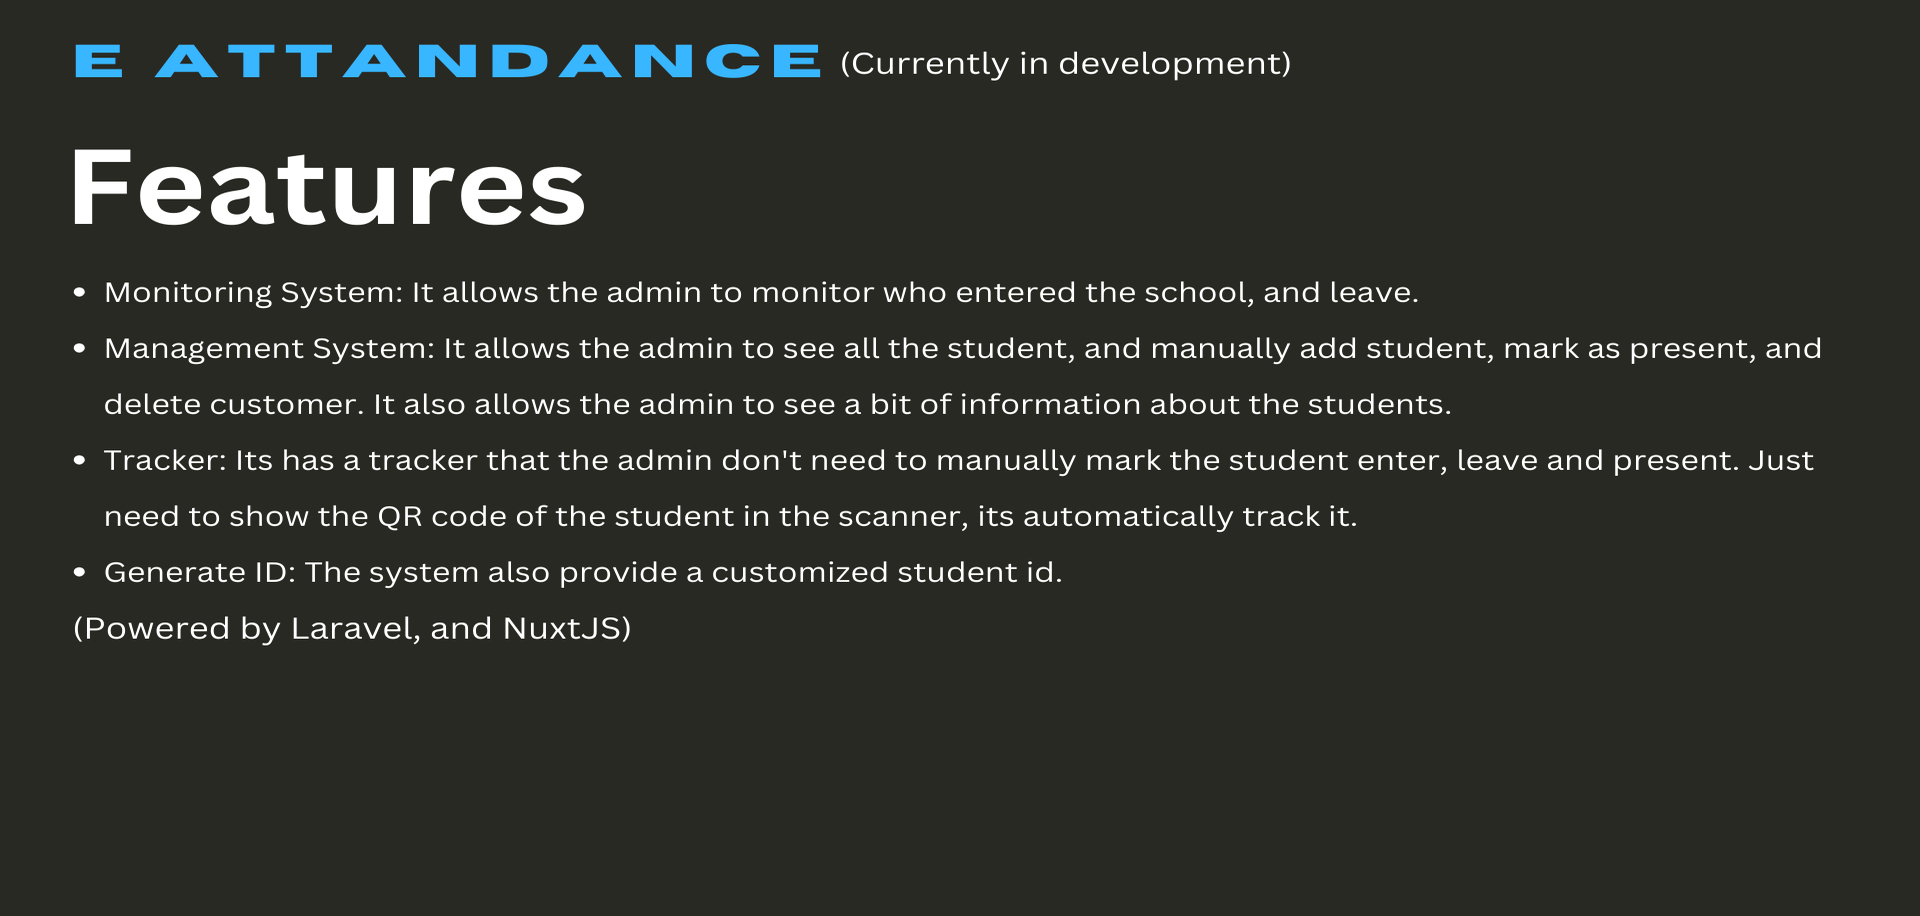 E ATTANDANCE (Currently in development)
Features
• Monitoring System: It allows the admin to monitor who entered the school, and leave.
• Management System: It allows the admin to see all the student, and manually add student, mark as present, and
delete customer. It also allows the admin to see a bit of information about the students.
• Tracker: Its has a tracker that the admin don't need to manually mark the student enter, leave and present. Just
need to show the QR code of the student in the scanner, its automatically track it.
• Generate ID: The system also provide a customized student id.
(Powered by Laravel, and NuxtJS)